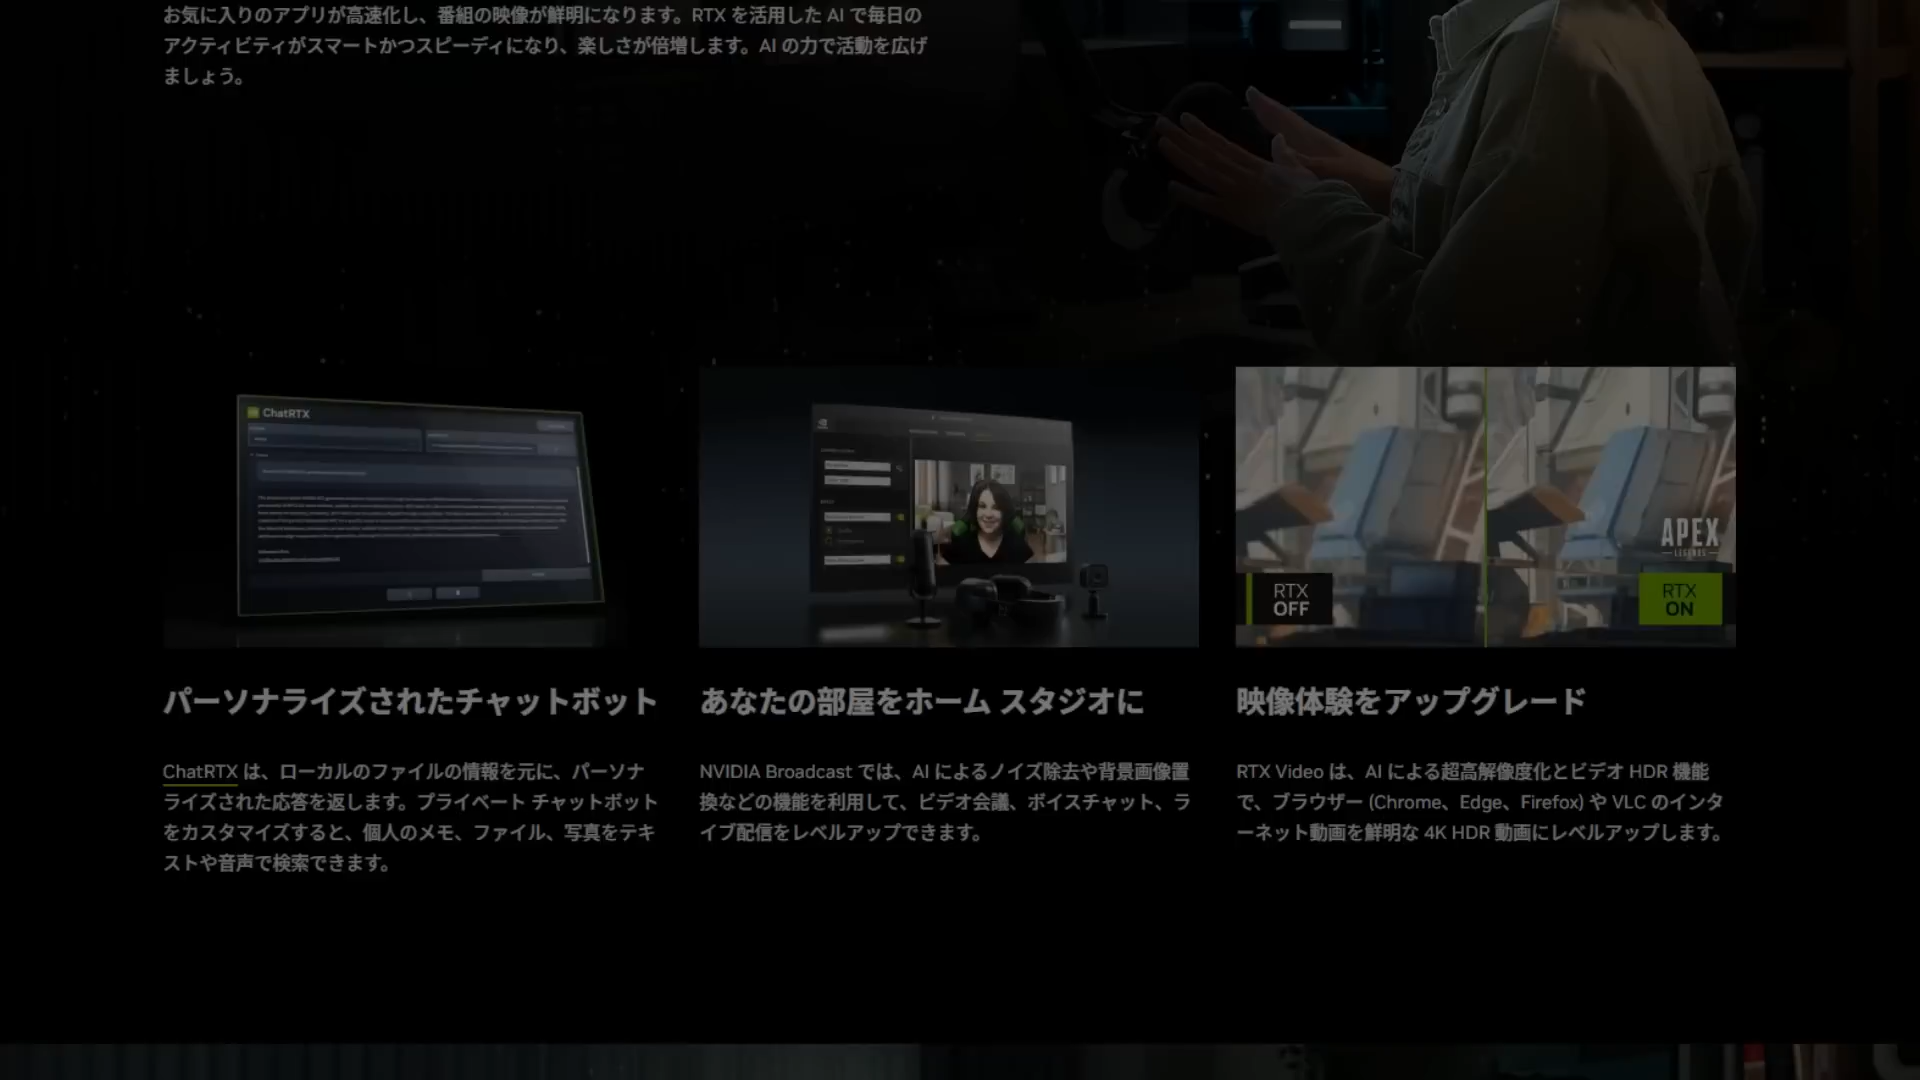 お気に入りのアプリが高速化し、番組の映像が鮮明になります。RTX を活用した AI で毎日の
アクティビティがスマートかつスピーディになり、楽しさが倍増します。AI の力で活動を広げ
ましょう。
ChatRTX
APEX
LEGENDS
RTX
OFF
RTX
ON
パーソナライズされたチャットボット
ChatRTX は、ローカルのファイルの情報を元に、パーソナ
ライズされた応答を返します。プライベート チャットボット
をカスタマイズすると、個人のメモ、ファイル、写真をテキ
ストや音声で検索できます。
あなたの部屋をホーム スタジオに
NVIDIA Broadcast では、AI によるノイズ除去や背景画像置
換などの機能を利用して、ビデオ会議、ボイスチャット、ラ
イブ配信をレベルアップできます。
映像体験をアップグレード
RTX Video は、AI による超高解像度化とビデオ HDR 機能
で、ブラウザー (Chrome、Edge、Firefox) や VLC のインタ
ーネット動画を鮮明な 4K HDR 動画にレベルアップします。